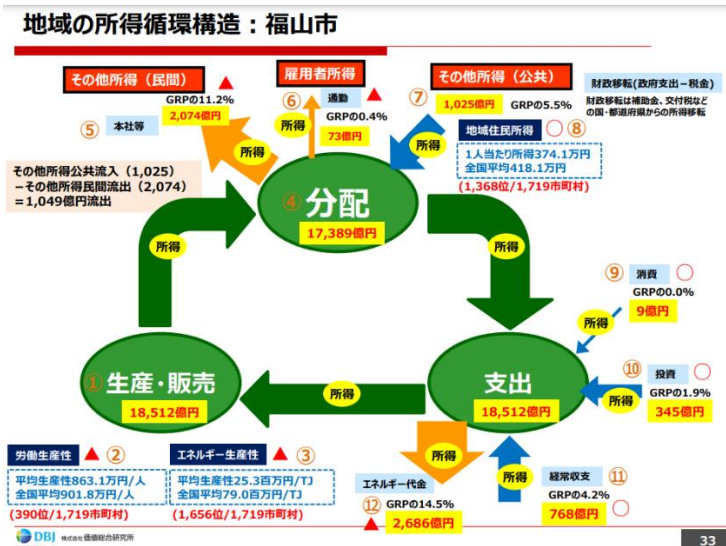 地域の所得循環構造：福山市
その他所得（民間） ▲
GRPの11.2%
2,074億円
⑤ 本社等
所得
雇用者所得
⑥ 通勤 ▲
GRPの0.4%
所得
73億円
その他所得（公共）
⑦ 1,025億円 GRPの5.5%
所得
財政移転(政府支出－税金)
財政移転は補助金、交付税など
の国・都道府県からの所得移転
地域住民所得 ○ ⑧
1人当たり所得374.1万円
全国平均418.1万円
(1,368位/1,719市町村)
その他所得公共流入（1,025）
－その他所得民間流出（2,074）
＝1,049億円流出
④ 分配
17,389億円
所得
所得
⑨ 消費 ○
GRPの0.0%
9億円
所得
⑩ 投資 ○
GRPの1.9%
所得
345億円
① 生産・販売
18,512億円
所得
支出
18,512億円
労働生産性 ▲ ②
平均生産性863.1万円/人
全国平均901.8万円/人
(390位/1,719市町村)
エネルギー生産性 ▲ ③
平均生産性25.3百万円/TJ
全国平均79.0百万円/TJ
(1,656位/1,719市町村)
所得
エネルギー代金
⑫ GRPの14.5%
▲ 2,686億円
所得
経常収支 ⑪
GRPの4.2%
768億円 ○
DBJ 株式会社価値総合研究所
33